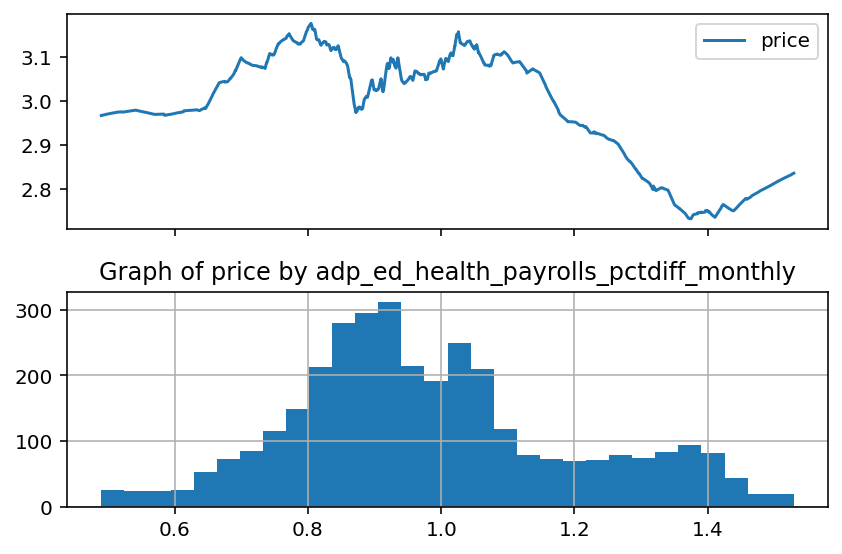 price
3.1
3.0
2.9
2.8
Graph of price by adp_ed_health_payrolls_pctdiff_monthly
300
200
100
0
0.6 0.8 1.0 1.2 1.4